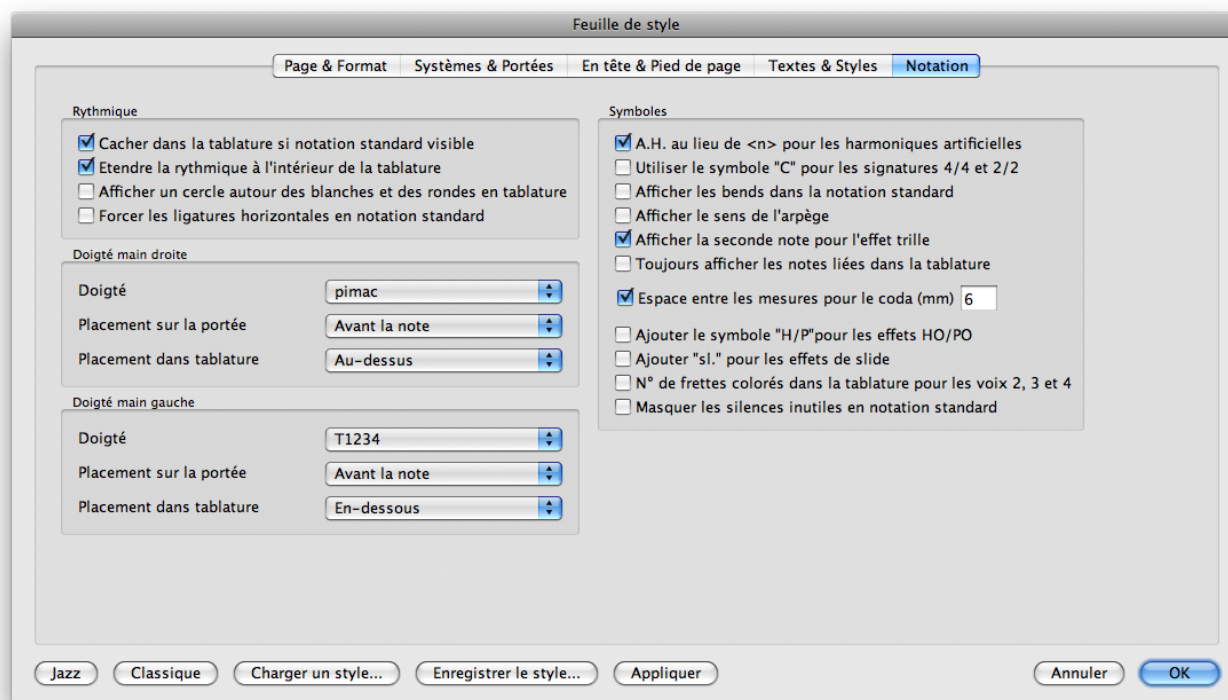 Feuille de style
Page & Format
Systèmes & Portées
En tête & Pied de page
Textes & Styles
Notation
Rythmique
Cacher dans la tablature si notation standard visible
Etendre la rythmique à l'intérieur de la tablature
Afficher un cercle autour des blanches et des rondes en tablature
Forcer les ligatures horizontales en notation standard
Doigté main droite
Doigté
pimac
Placement sur la portée
Avant la note
Placement dans tablature
Au-dessus
Doigté main gauche
Doigté
T1234
Placement sur la portée
Avant la note
Placement dans tablature
En-dessous
Symboles
A.H. au lieu de <n> pour les harmoniques artificielles
Utiliser le symbole "C" pour les signatures 4/4 et 2/2
Afficher les bends dans la notation standard
Afficher le sens de l'arpège
Afficher la seconde note pour l'effet trille
Toujours afficher les notes liées dans la tablature
Espace entre les mesures pour le coda (mm) 6
Ajouter le symbole "H/P"pour les effets HO/PO
Ajouter "sl." pour les effets de slide
N° de frettes colorés dans la tablature pour les voix 2, 3 et 4
Masquer les silences inutiles en notation standard
Jazz
Classique
Charger un style...
Enregistrer le style...
Appliquer
Annuler
OK